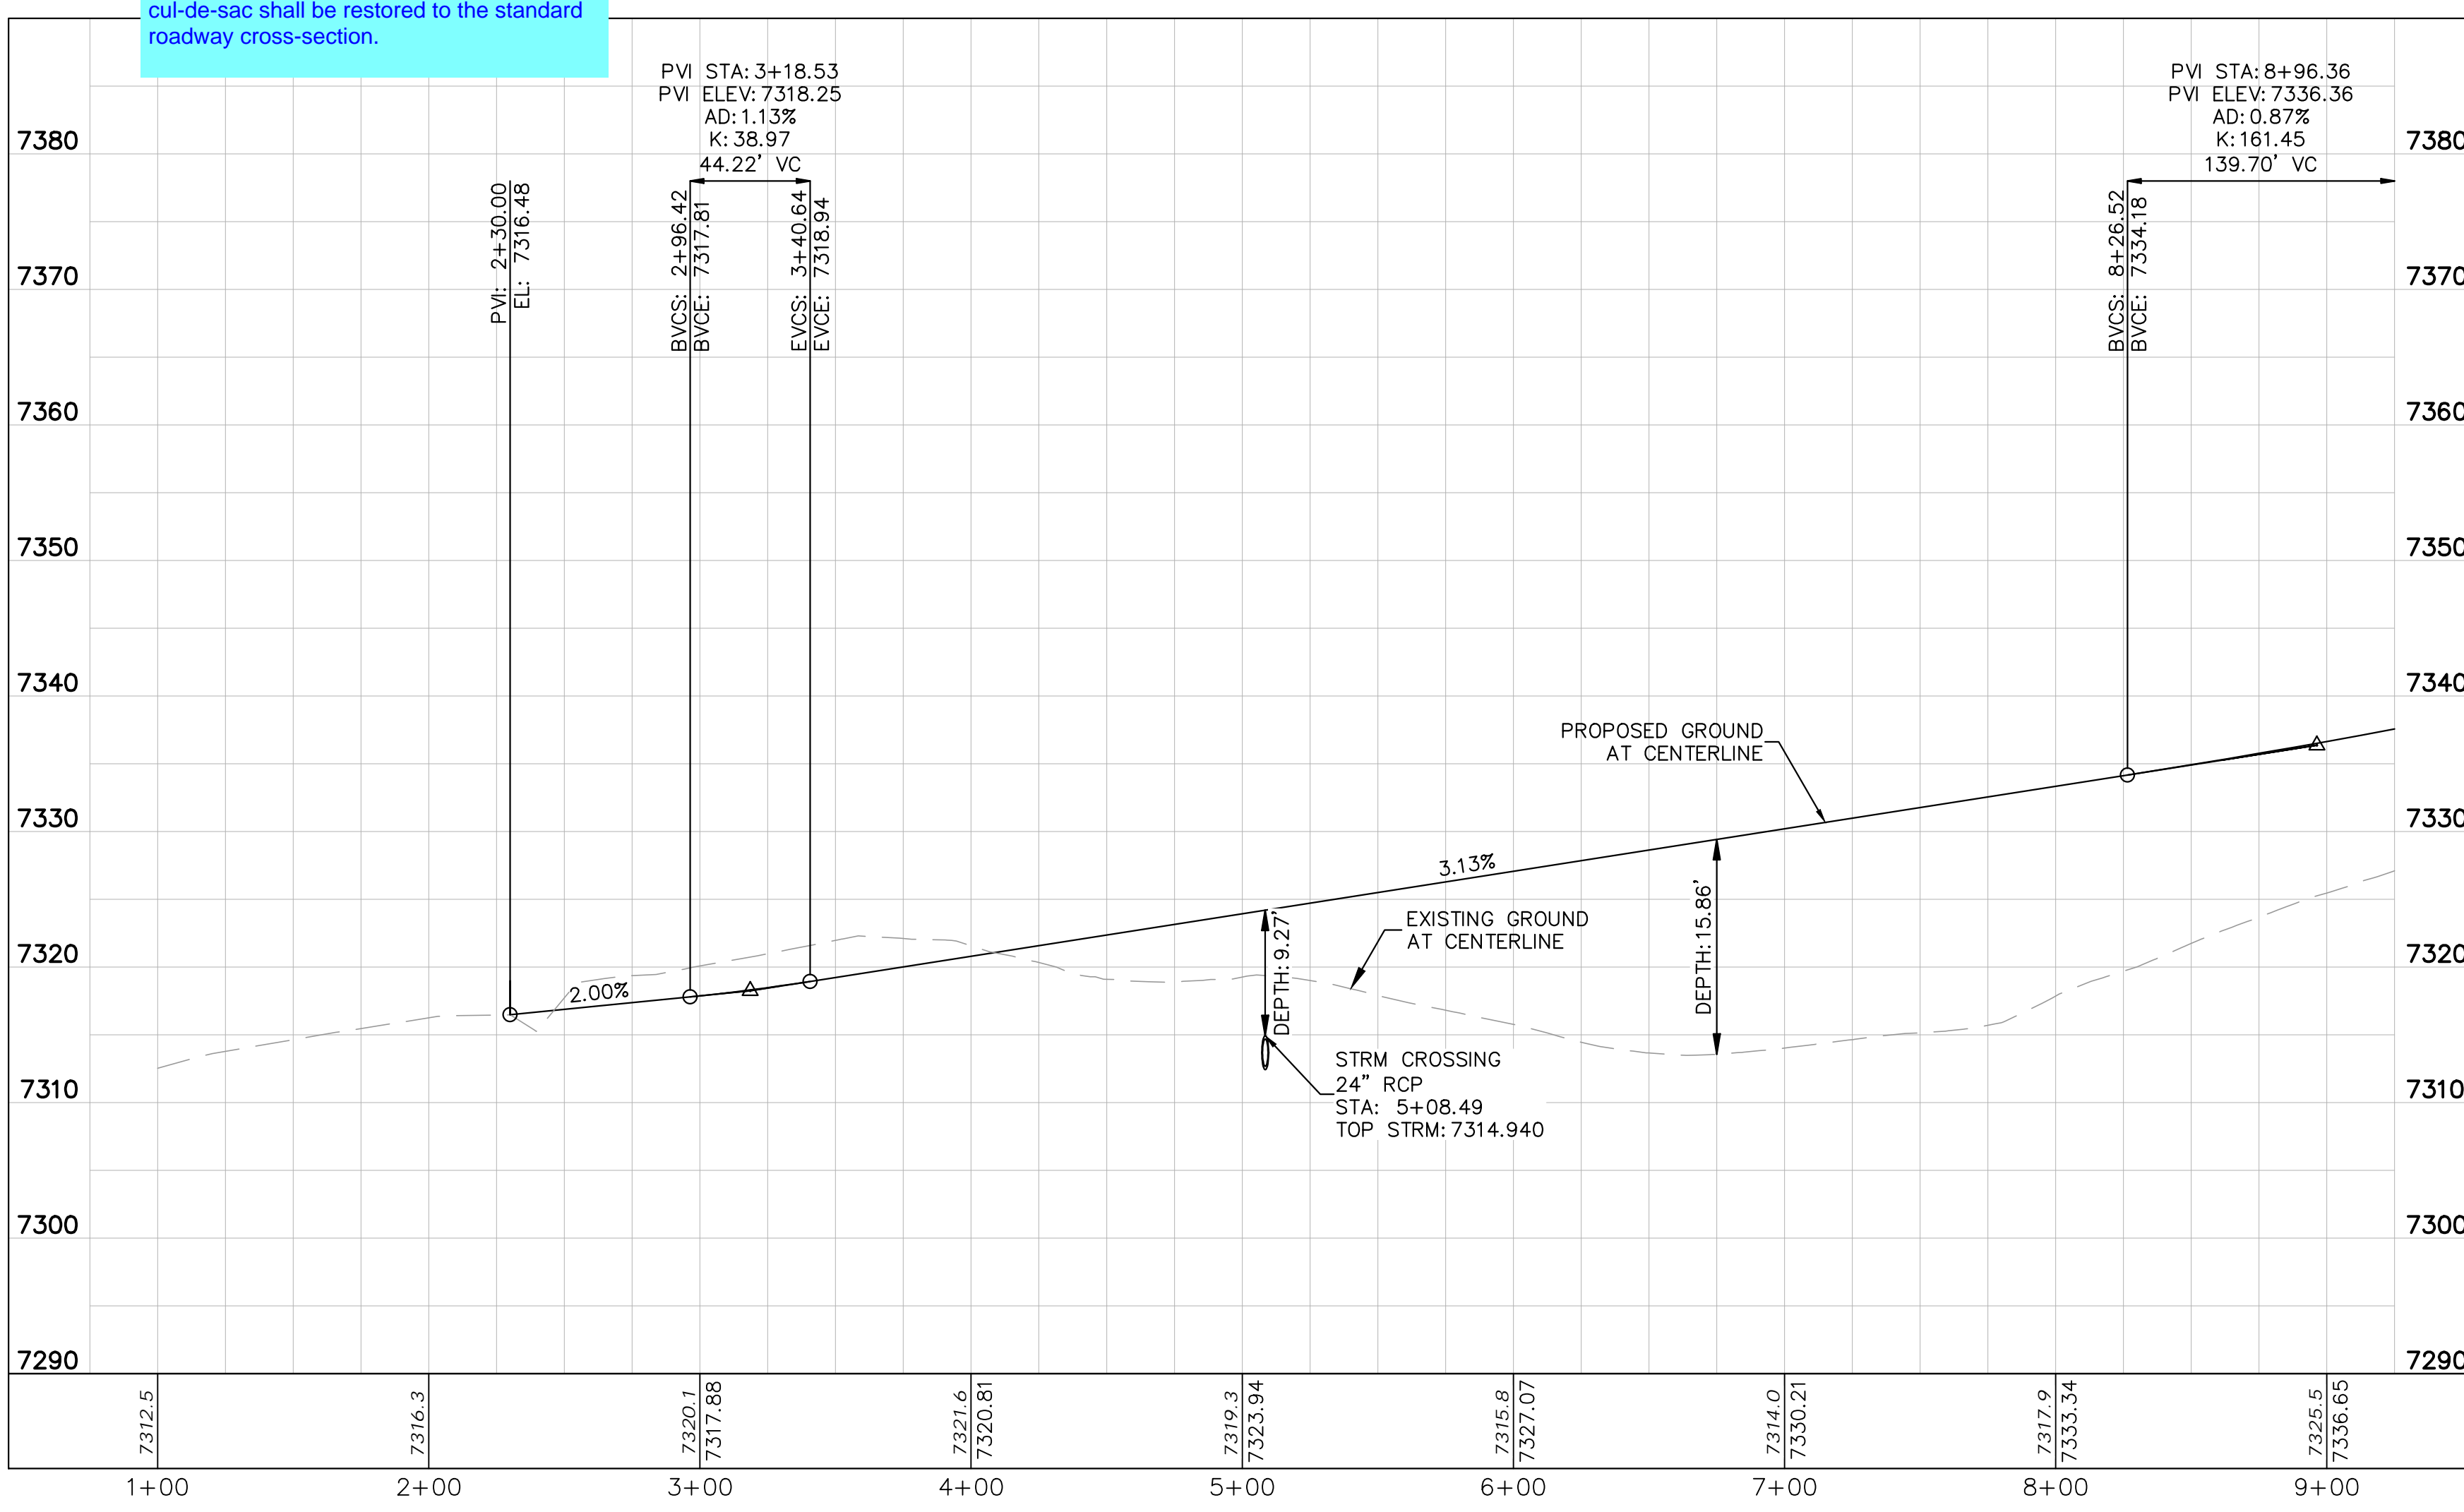 cul-de-sac shall be restored to the standard
roadway cross-section.
PVI STA: 3+18.53
PVI ELEV: 7318.25
AD: 1.13%
K: 38.97
44.22' VC
PVI STA: 8+96.36
PVI ELEV: 7336.36
AD: 0.87%
K: 161.45
139.70' VC
PVI: 2+30.00
EL: 7316.48
BVCS: 2+96.42
BVCE: 7317.81
EVCS: 3+40.64
EVCE: 7318.94
BVCS: 8+26.52
BVCE: 7334.18
7380
7380
7370
7370
7360
7360
7350
7350
7340
7340
7330
7330
7320
7320
7310
7310
7300
7300
7290
7290
PROPOSED GROUND
AT CENTERLINE
3.13%
2.00%
EXISTING GROUND
AT CENTERLINE
DEPTH: 9.27'
DEPTH: 15.86'
STRM CROSSING
24" RCP
STA: 5+08.49
TOP STRM: 7314.940
7312.5
7316.3
7320.1
7317.88
7321.6
7320.81
7319.3
7323.94
7315.8
7327.07
7314.0
7330.21
7317.9
7333.34
7325.5
7336.65
1+00
2+00
3+00
4+00
5+00
6+00
7+00
8+00
9+00